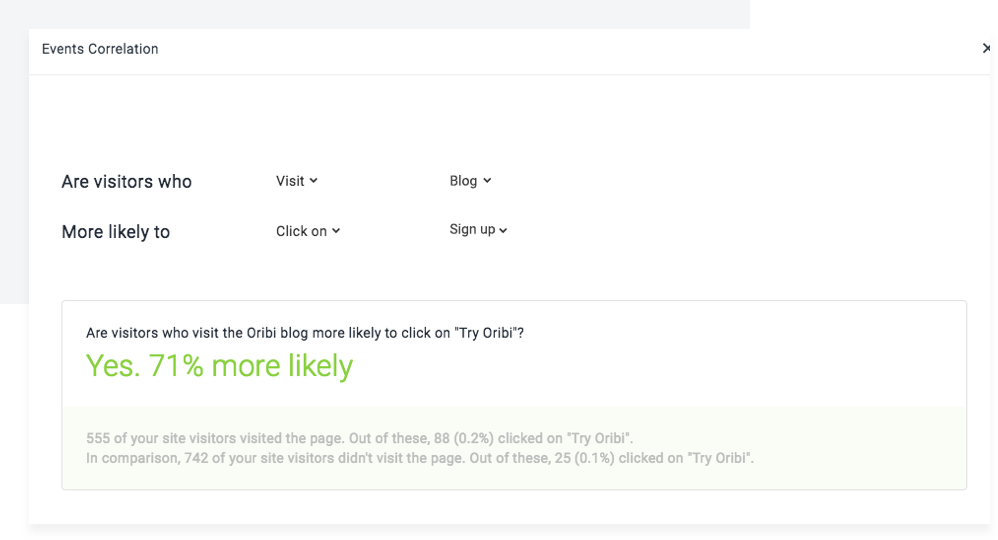 Events Correlation
Are visitors who Visit Blog
More likely to Click on Sign up
Are visitors who visit the Oribi blog more likely to click on "Try Oribi"?
Yes. 71% more likely
555 of your site visitors visited the page. Out of these, 88 (0.2%) clicked on "Try Oribi".
In comparison, 742 of your site visitors didn't visit the page. Out of these, 25 (0.1%) clicked on "Try Oribi".